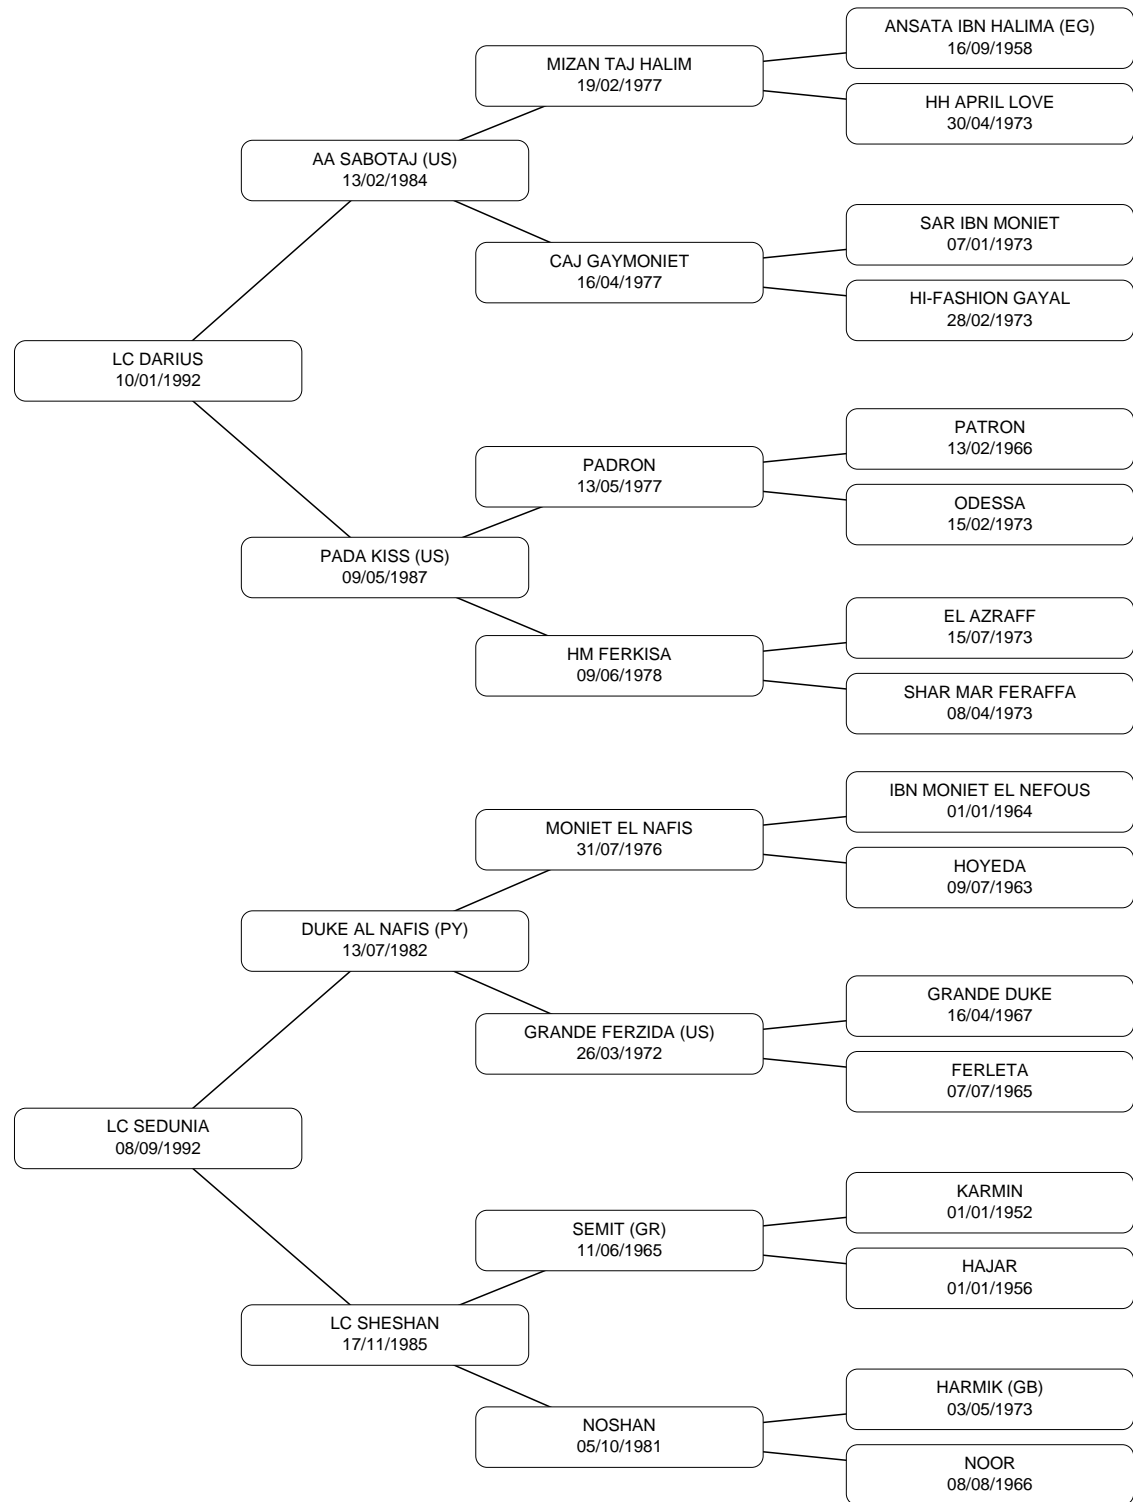 ANSATA IBN HALIMA (EG)
16/09/1958
MIZAN TAJ HALIM
19/02/1977
HH APRIL LOVE
30/04/1973
AA SABOTAJ (US)
13/02/1984
SAR IBN MONIET
07/01/1973
CAJ GAYMONIET
16/04/1977
HI-FASHION GAYAL
28/02/1973
LC DARIUS
10/01/1992
PATRON
13/02/1966
PADRON
13/05/1977
ODESSA
15/02/1973
PADA KISS (US)
09/05/1987
EL AZRAFF
15/07/1973
HM FERKISA
09/06/1978
SHAR MAR FERAFFA
08/04/1973
IBN MONIET EL NEFOUS
01/01/1964
MONIET EL NAFIS
31/07/1976
HOYEDA
09/07/1963
DUKE AL NAFIS (PY)
13/07/1982
GRANDE DUKE
16/04/1967
GRANDE FERZIDA (US)
26/03/1972
FERLETA
07/07/1965
LC SEDUNIA
08/09/1992
KARMIN
01/01/1952
SEMIT (GR)
11/06/1965
HAJAR
01/01/1956
LC SHESHAN
17/11/1985
HARMIK (GB)
03/05/1973
NOSHAN
05/10/1981
NOOR
08/08/1966